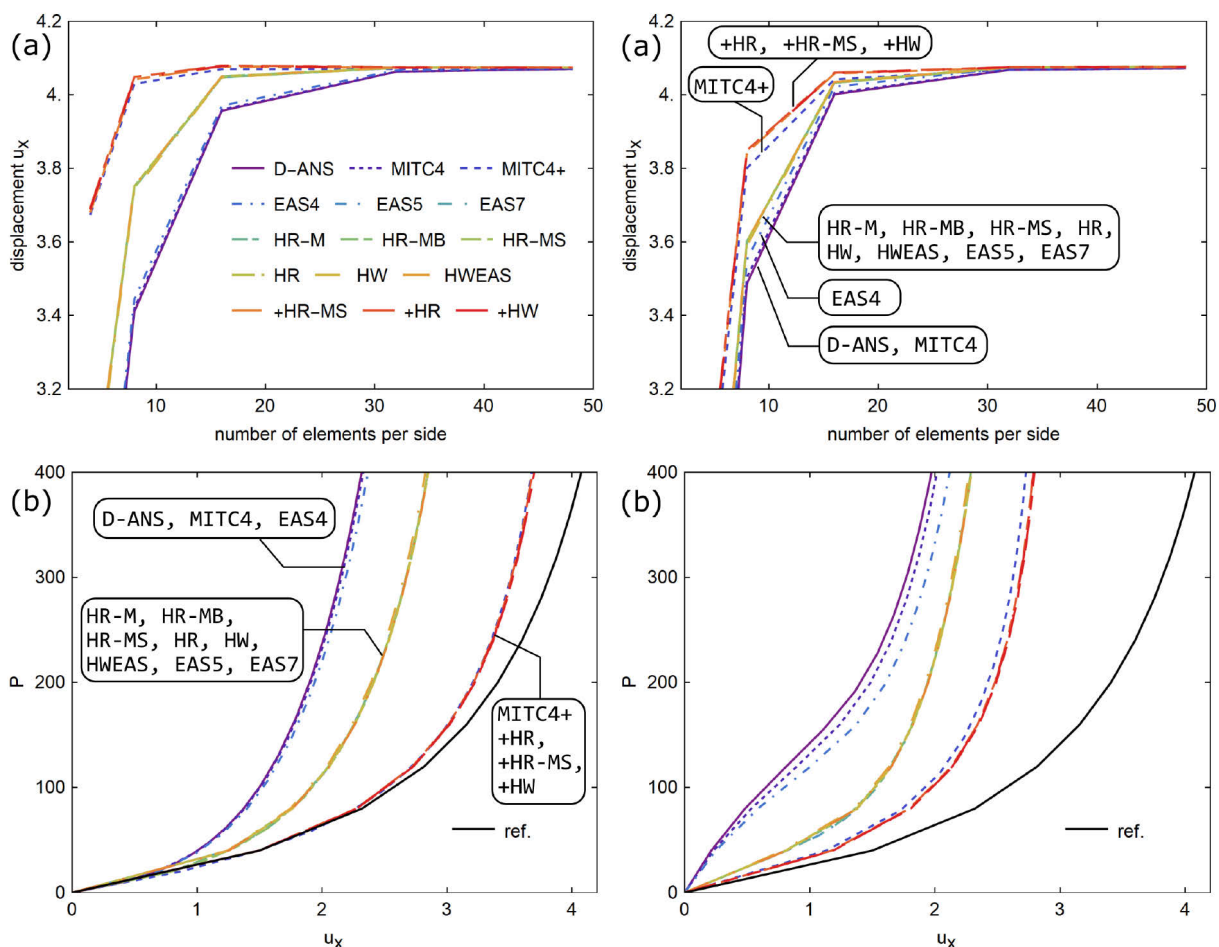 (a)
4.2
4.
3.8
3.6
3.4
3.2
displacement uₓ
D–ANS MITC4 MITC4+
EAS4 EAS5 EAS7
HR–M HR–MB HR–MS
HR HW HWEAS
+HR–MS +HR +HW
10 20 30 40 50
number of elements per side
(a)
4.2
4.
3.8
3.6
3.4
3.2
displacement uₓ
+HR, +HR-MS, +HW
MITC4+
HR-M, HR-MB, HR-MS, HR,
HW, HWEAS, EAS5, EAS7
EAS4
D-ANS, MITC4
10 20 30 40 50
number of elements per side
(b)
400
300
200
100
0
P
D-ANS, MITC4, EAS4
HR-M, HR-MB,
HR-MS, HR, HW,
HWEAS, EAS5, EAS7
MITC4+
+HR,
+HR-MS,
+HW
ref.
0 1 2 3 4
uₓ
(b)
400
300
200
100
0
P
ref.
0 1 2 3 4
uₓ